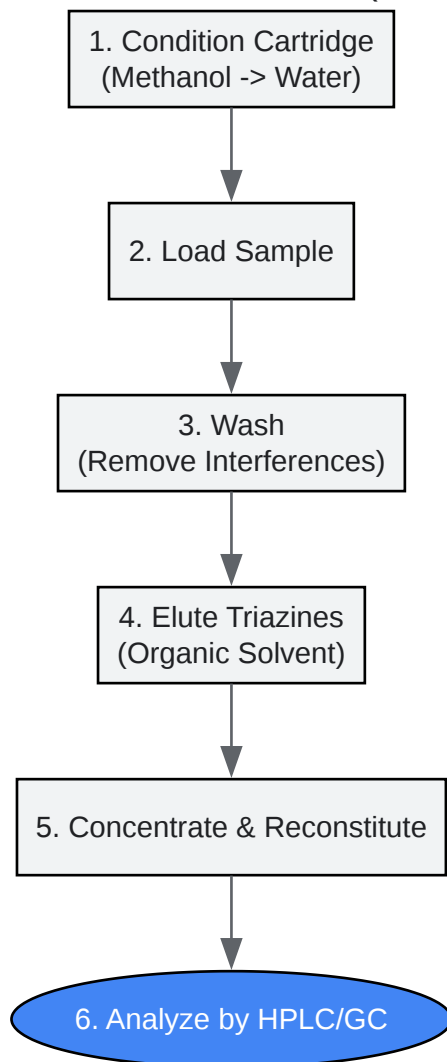 1. Condition Cartridge
(Methanol -> Water)
2. Load Sample
3. Wash
(Remove Interferences)
4. Elute Triazines
(Organic Solvent)
5. Concentrate & Reconstitute
6. Analyze by HPLC/GC